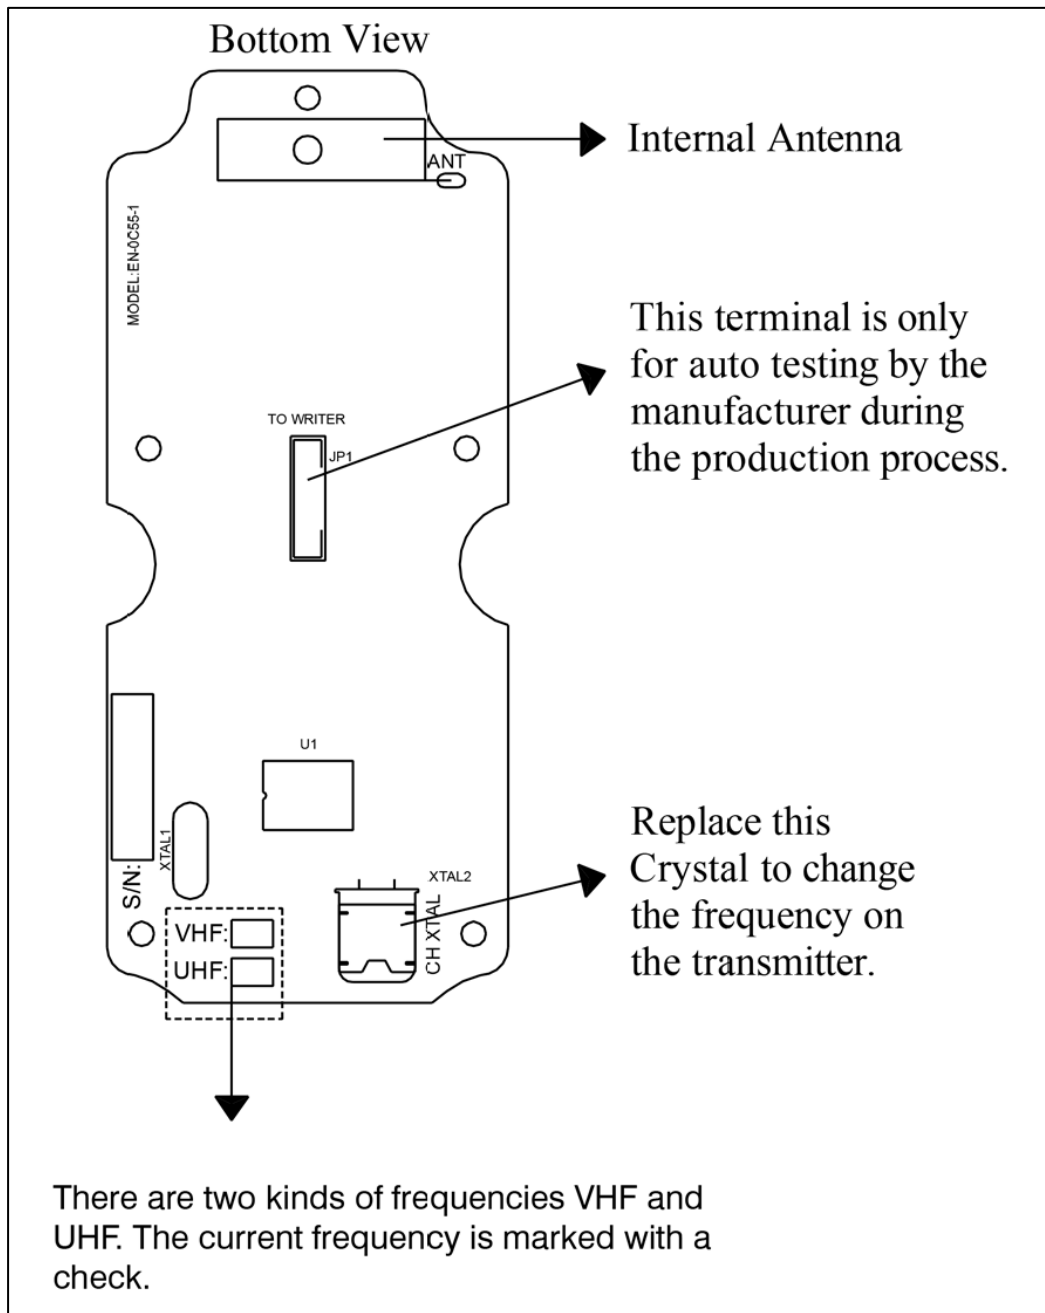 Bottom View
Internal Antenna
ANT
MODEL:EN-0C55-1
This terminal is only
for auto testing by the
manufacturer during
the production process.
TO WRITER
JP1
U1
XTAL1
S/N:
Replace this
Crystal to change
the frequency on
the transmitter.
XTAL2
CH XTAL
VHF:
UHF:
There are two kinds of frequencies VHF and
UHF. The current frequency is marked with a
check.